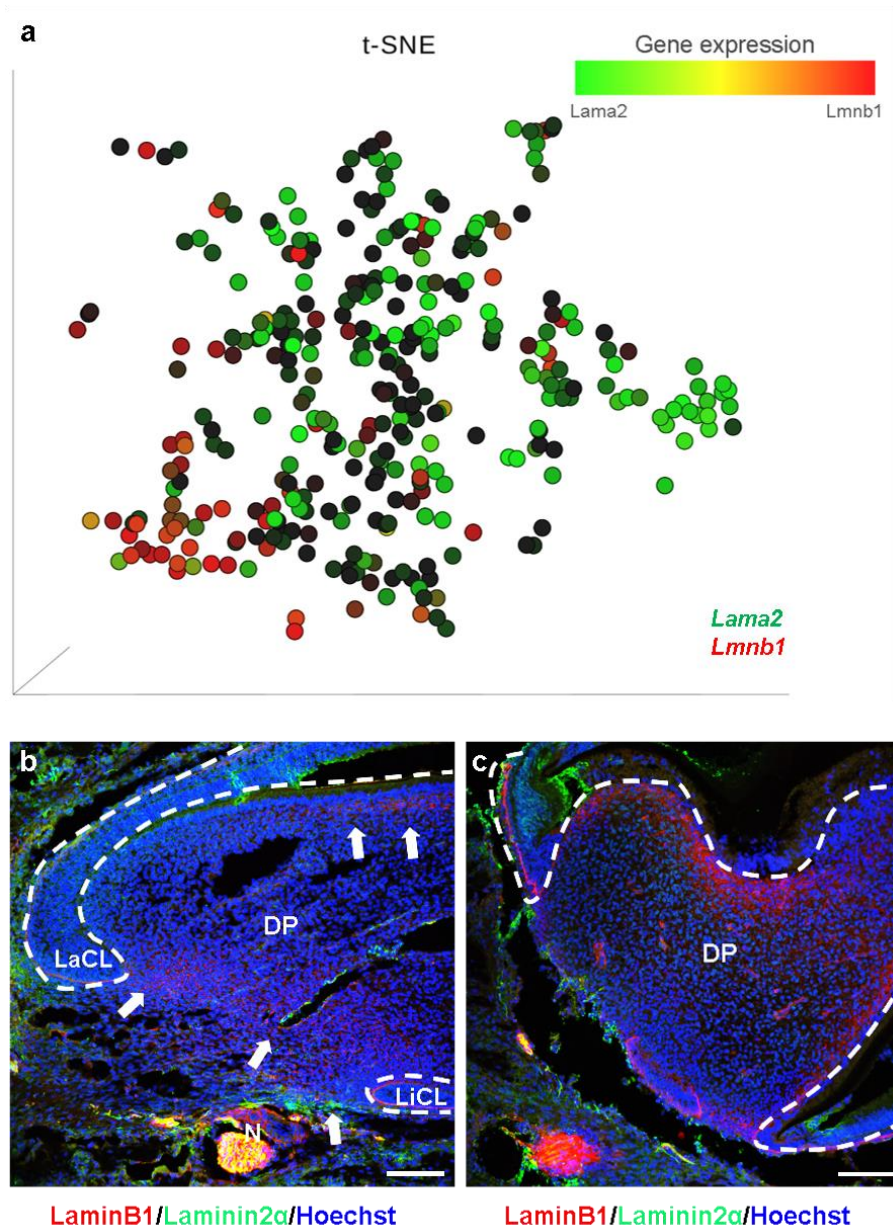 a
t-SNE
Gene expression
Lama2 Lmnb1
Lama2
Lmnb1
b
DP
LaCL
LiCL
N
c
DP
LaminB1/Laminin2α/Hoechst
LaminB1/Laminin2α/Hoechst